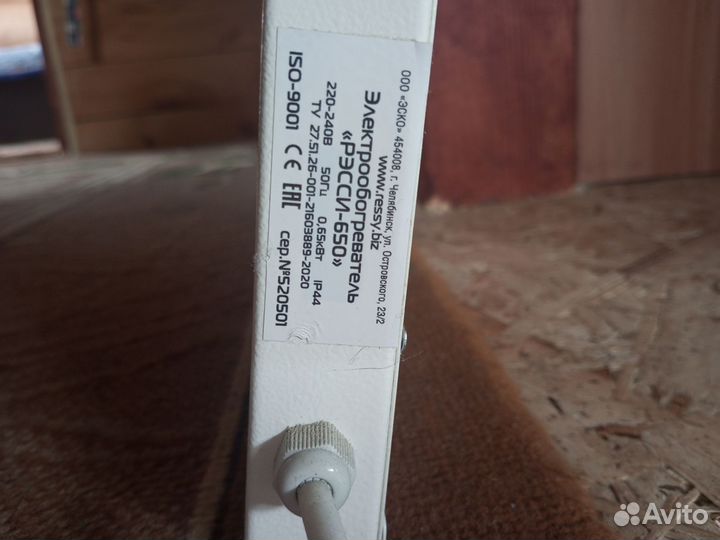 ООО «ЭСКО» 454008, г. Челябинск, ул. Островского, 23/2
www.ressy.biz
Электрообогреватель
«РЭССИ-650»
220-240В 50Гц 0,65кВт IP44
ТУ 27.51.26-001-21603889-2020
ISO-9001 CE EAC сер.№520501
Avito